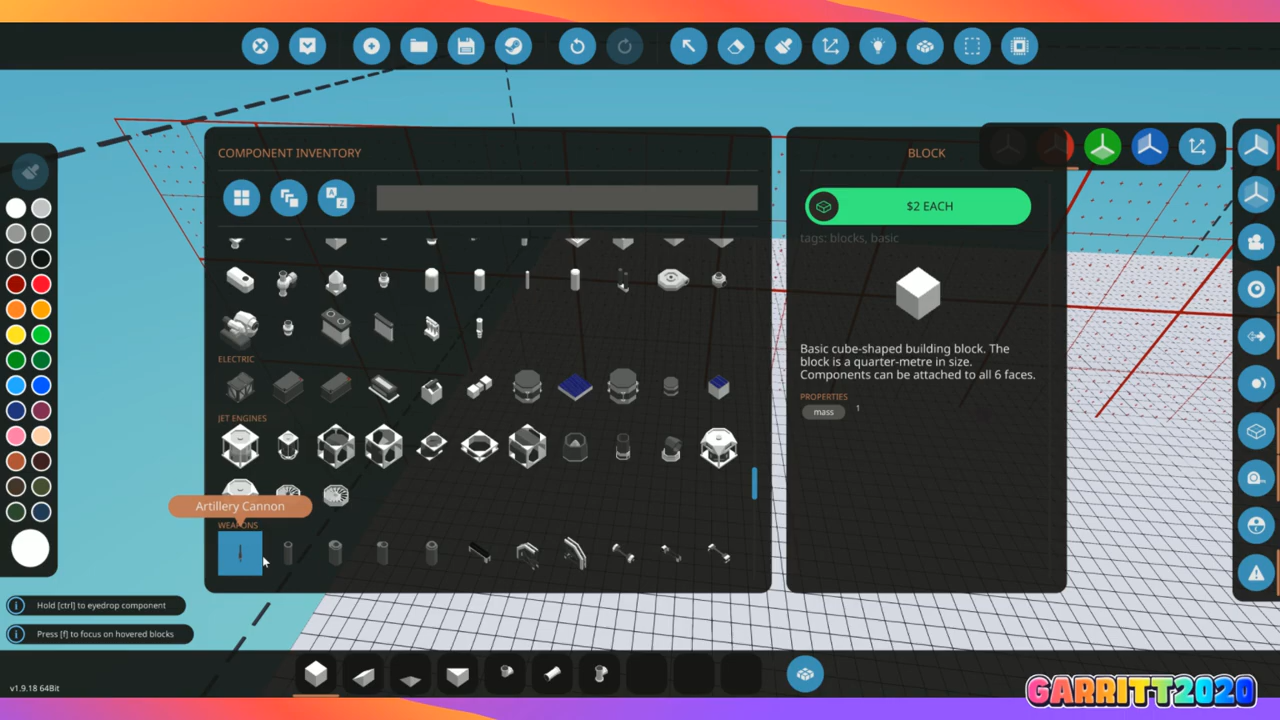 COMPONENT INVENTORY
A Z
ELECTRIC
JET ENGINES
Artillery Cannon
WEAPONS
BLOCK
$2 EACH
tags: blocks, basic
Basic cube-shaped building block. The
block is a quarter-metre in size.
Components can be attached to all 6 faces.
PROPERTIES
mass 1
Hold [ctrl] to eyedrop component
Press [f] to focus on hovered blocks
v1.9.18 64Bit
GARRITT2020